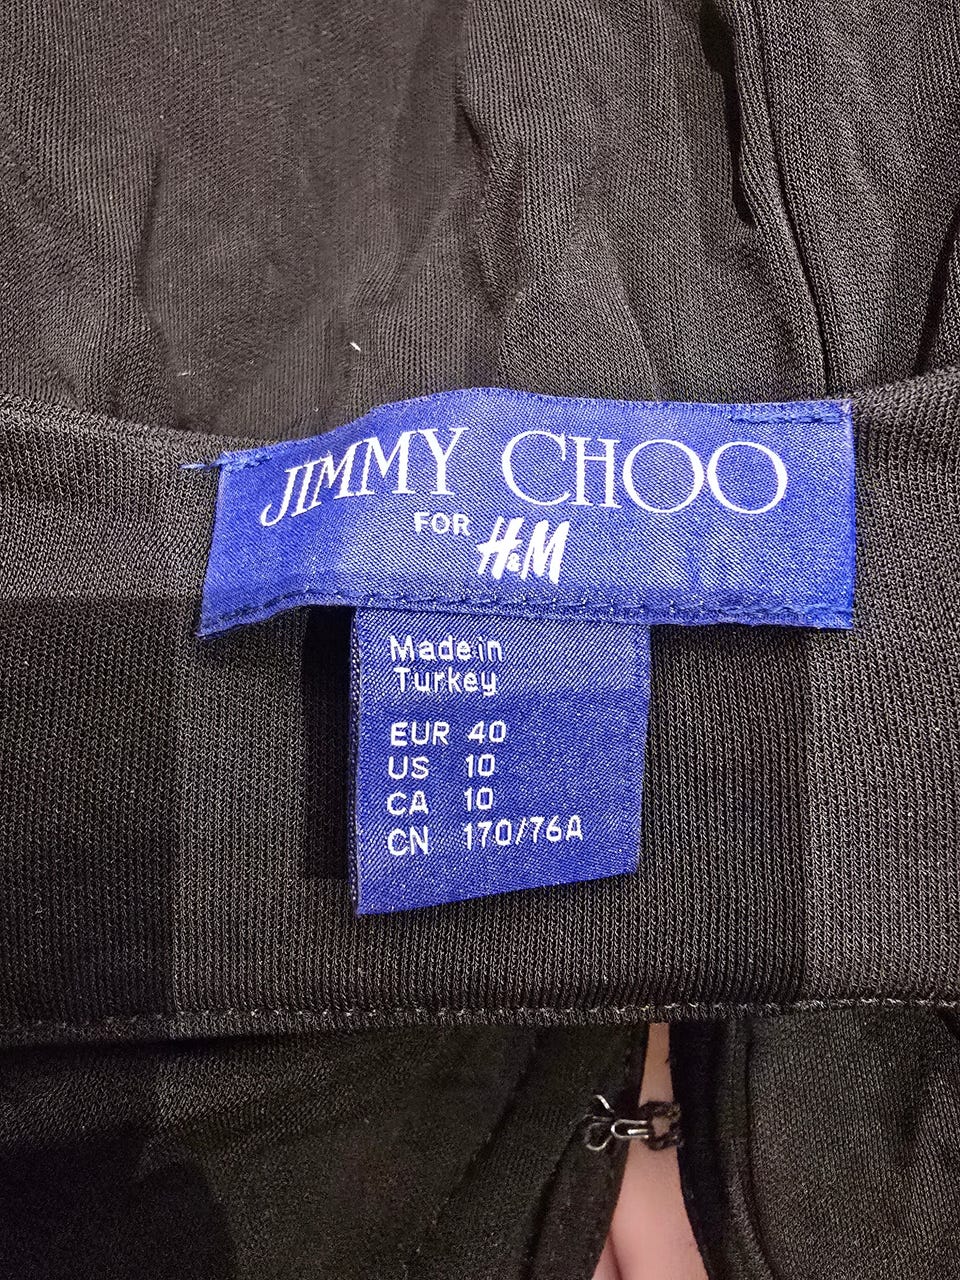 JIMMY CHOO
FOR H&M
Made in
Turkey
EUR 40
US 10
CA 10
CN 170/76A